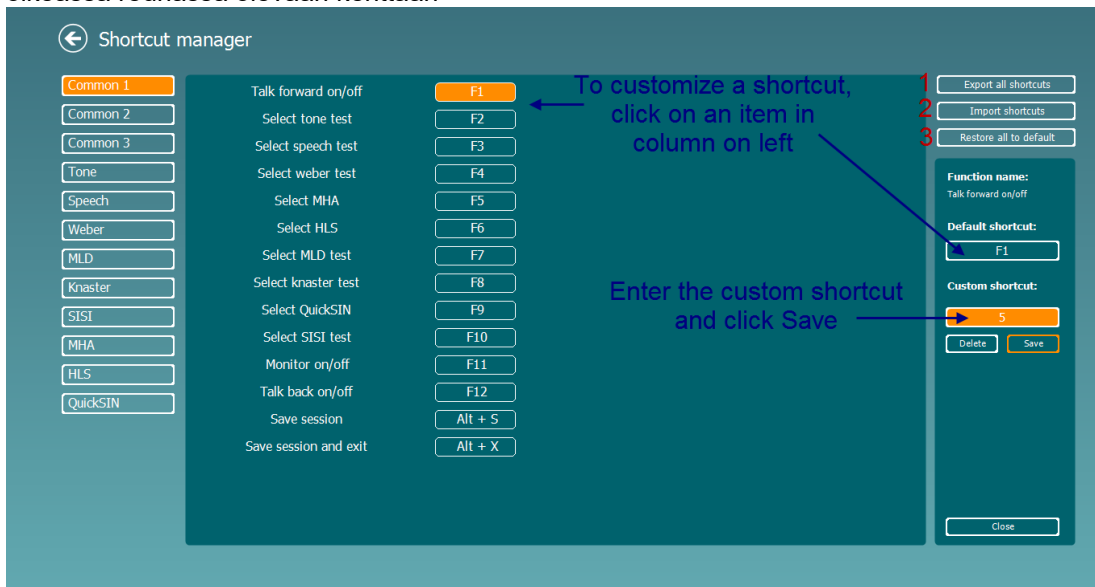 Shortcut manager
Common 1
Common 2
Common 3
Tone
Speech
Weber
MLD
Knaster
SISI
MHA
HLS
QuickSIN
Talk forward on/off F1
Select tone test F2
Select speech test F3
Select weber test F4
Select MHA F5
Select HLS F6
Select MLD test F7
Select knaster test F8
Select QuickSIN F9
Select SISI test F10
Monitor on/off F11
Talk back on/off F12
Save session Alt + S
Save session and exit Alt + X
To customize a shortcut,
click on an item in
column on left
Enter the custom shortcut
and click Save
1 Export all shortcuts
2 Import shortcuts
3 Restore all to default
Function name:
Talk forward on/off
Default shortcut:
F1
Custom shortcut:
5
Delete Save
Close